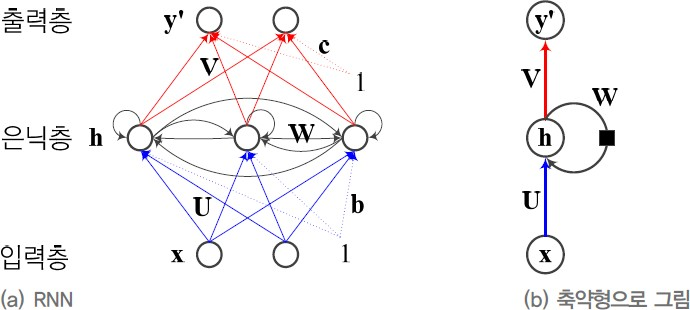 출력층 y' y'
c
V V
1
W
은닉층 h W h
b
U U
입력층 x 1 x
(a) RNN (b) 축약형으로 그림